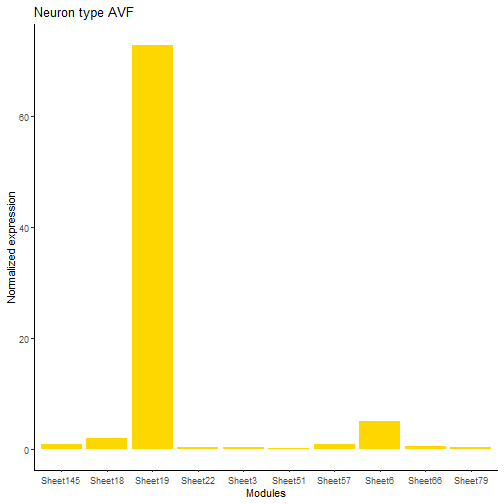 Neuron type AVF
Normalized expression
60
40
20
0
Sheet145 Sheet18 Sheet19 Sheet22 Sheet3 Sheet51 Sheet57 Sheet6 Sheet66 Sheet79
Modules